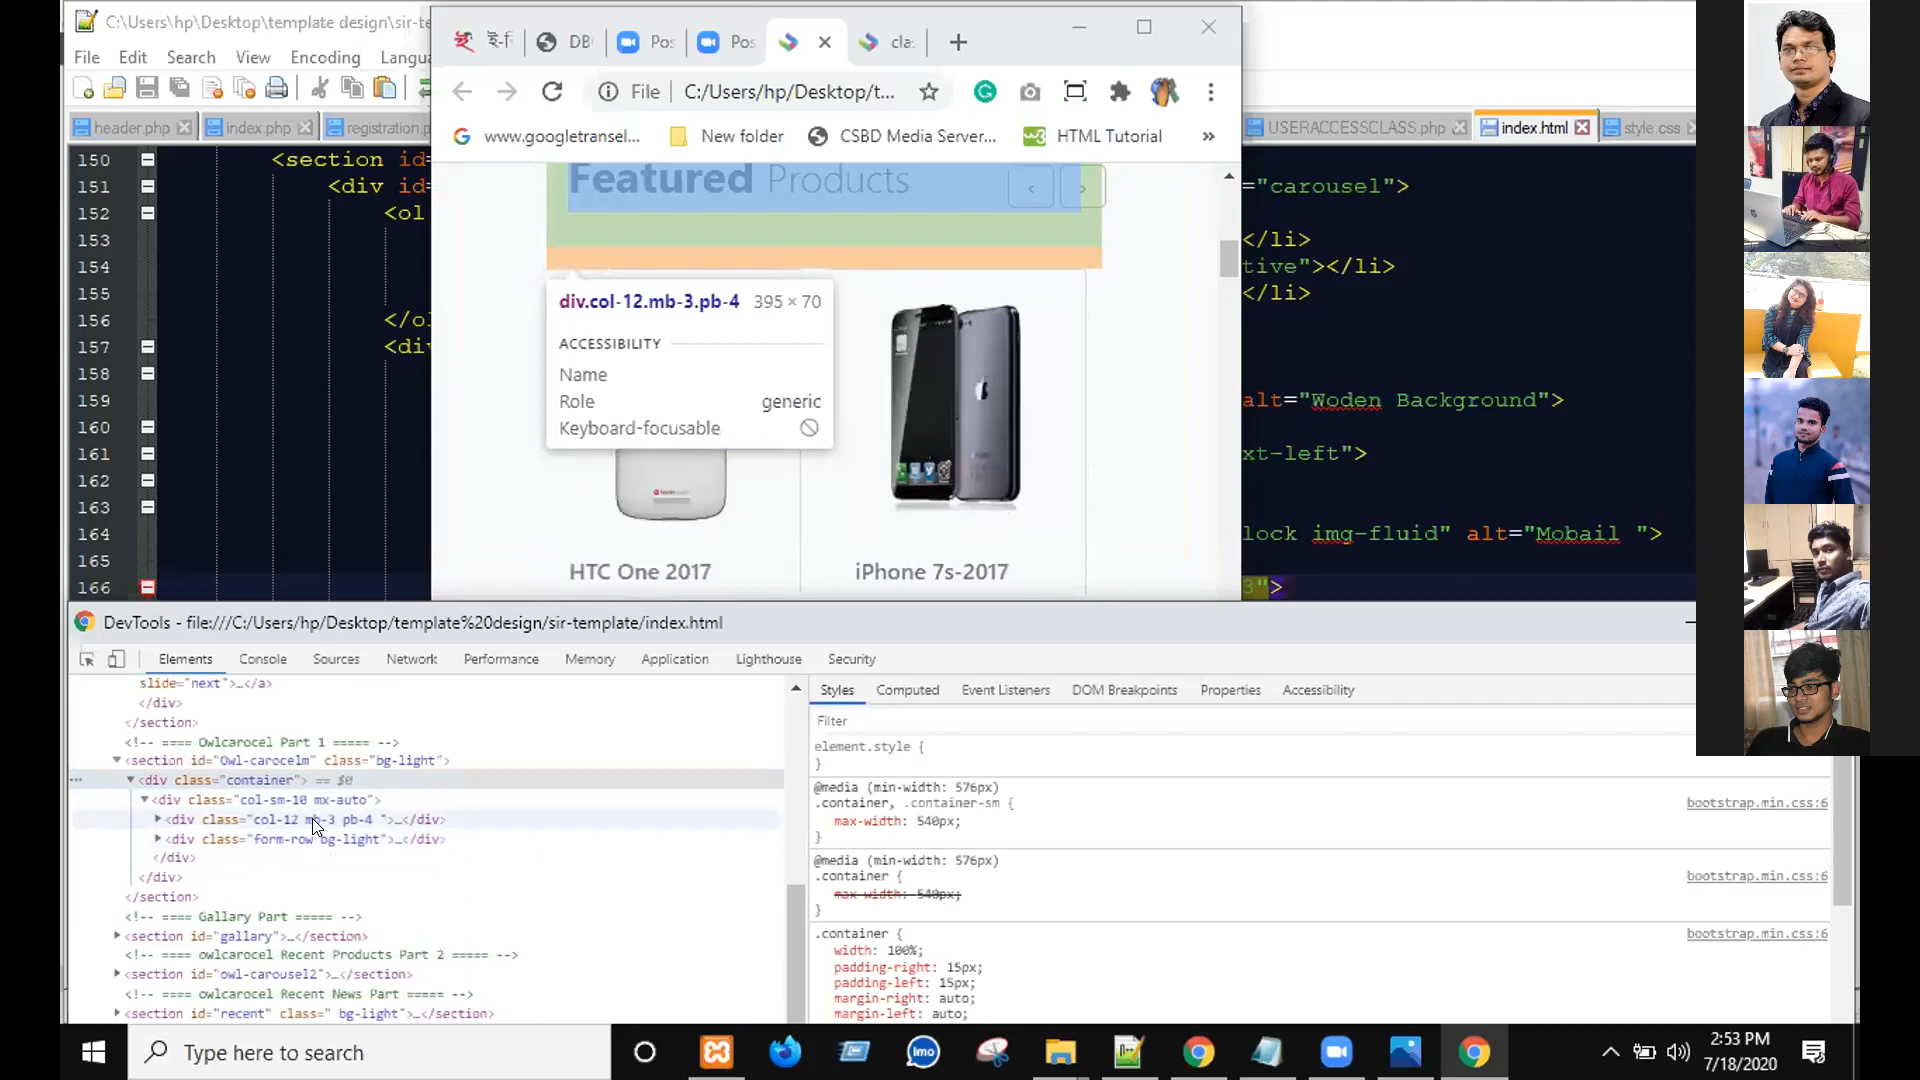 C:\Users\hp\Desktop\template design\sir-te
File Edit Search View Encoding Langua
header.php
index.php
registration.p
USERACCESSCLASS.php
index.html
style.css
DB
Pos
Pos
cla:
File C:/Users/hp/Desktop/t...
www.googletransel...
New folder
CSBD Media Server...
HTML Tutorial
»
150 <section id=
151 <div id= ="carousel">
152 <ol
153 </li>
154 tive"></li>
155 </li>
156 </ol
157 <div
158
159 alt="Woden Background">
160
161 xt-left">
162
163
164 lock img-fluid" alt="Mobail ">
165
166 3">
Featured Products
‹ ›
div.col-12.mb-3.pb-4 395 × 70
ACCESSIBILITY
Name
Role generic
Keyboard-focusable
HTC One 2017
iPhone 7s-2017
DevTools - file:///C:/Users/hp/Desktop/template%20design/sir-template/index.html
Elements Console Sources Network Performance Memory Application Lighthouse Security
slide="next">…</a>
</div>
</section>
<!-- ==== Owlcarocel Part 1 ===== -->
<section id="Owl-carocelm" class="bg-light">
<div class="container"> == $0
<div class="col-sm-10 mx-auto">
<div class="col-12 mb-3 pb-4 ">…</div>
<div class="form-row bg-light">…</div>
</div>
</div>
</section>
<!-- ==== Gallary Part ===== -->
<section id="gallary">…</section>
<!-- ==== owlcarocel Recent Products Part 2 ===== -->
<section id="owl-carousel2">…</section>
<!-- ==== owlcarocel Recent News Part ===== -->
<section id="recent" class=" bg-light">…</section>
Styles Computed Event Listeners DOM Breakpoints Properties Accessibility
Filter
element.style {
}
@media (min-width: 576px)
.container, .container-sm { bootstrap.min.css:6
max-width: 540px;
}
@media (min-width: 576px)
.container { bootstrap.min.css:6
max-width: 540px;
}
.container { bootstrap.min.css:6
width: 100%;
padding-right: 15px;
padding-left: 15px;
margin-right: auto;
margin-left: auto;
Type here to search
imo
2:53 PM
7/18/2020